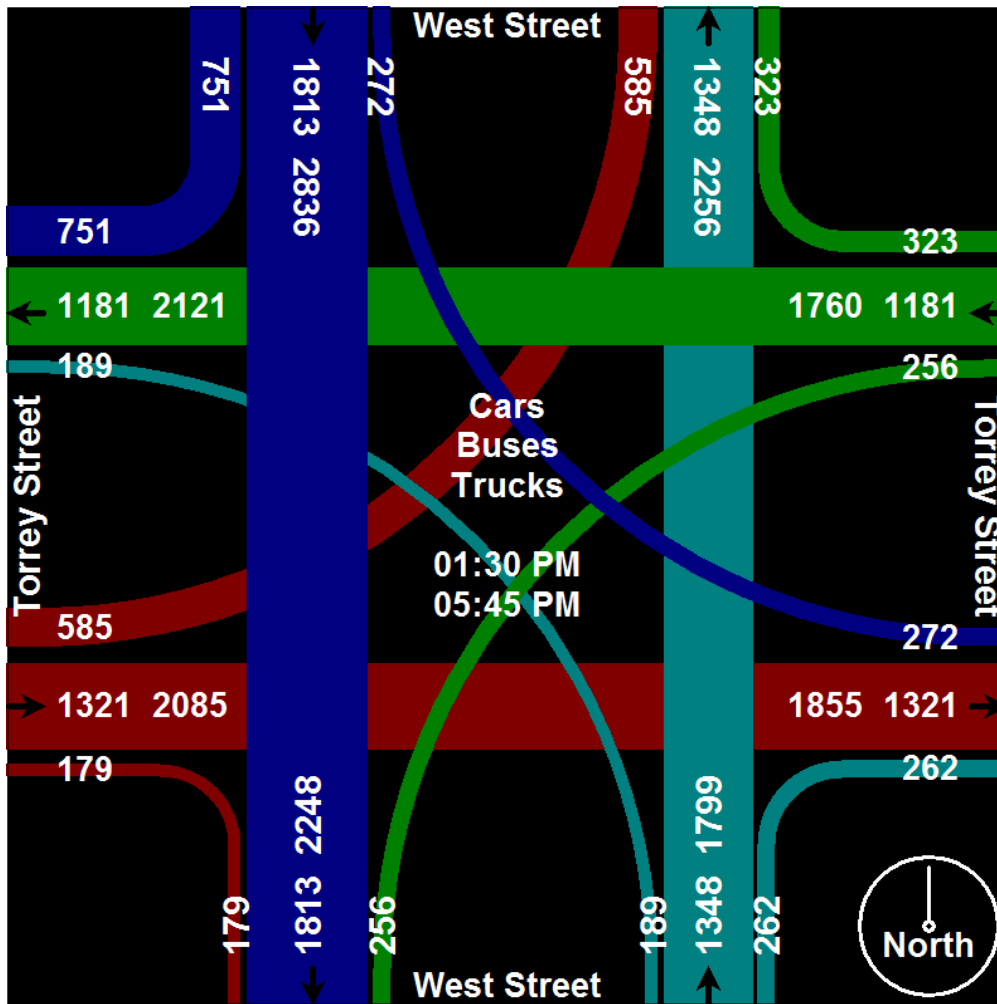 West Street
751
1813 2836
272
585
1348 2256
323
751
323
1181 2121
1760 1181
189
256
Torrey Street
Cars
Buses
Trucks
Torrey Street
01:30 PM
05:45 PM
585
272
1321 2085
1855 1321
179
262
179
1813 2248
256
189
1348 1799
262
North
West Street